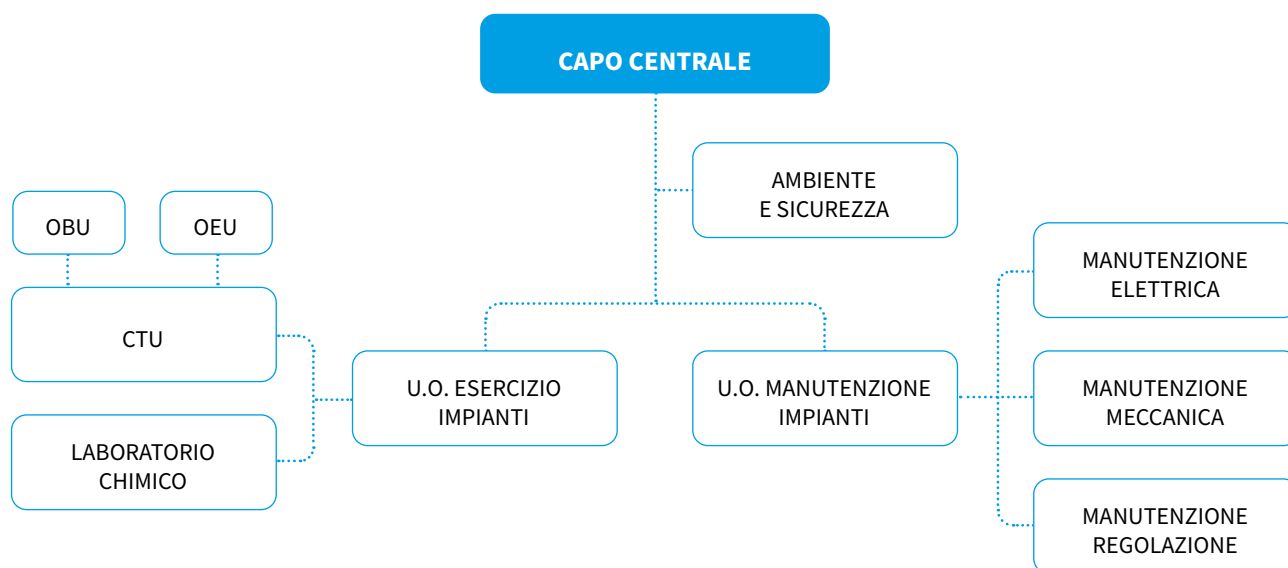 CAPO CENTRALE
AMBIENTE
E SICUREZZA
OBU
OEU
CTU
LABORATORIO
CHIMICO
U.O. ESERCIZIO
IMPIANTI
U.O. MANUTENZIONE
IMPIANTI
MANUTENZIONE
ELETTRICA
MANUTENZIONE
MECCANICA
MANUTENZIONE
REGOLAZIONE